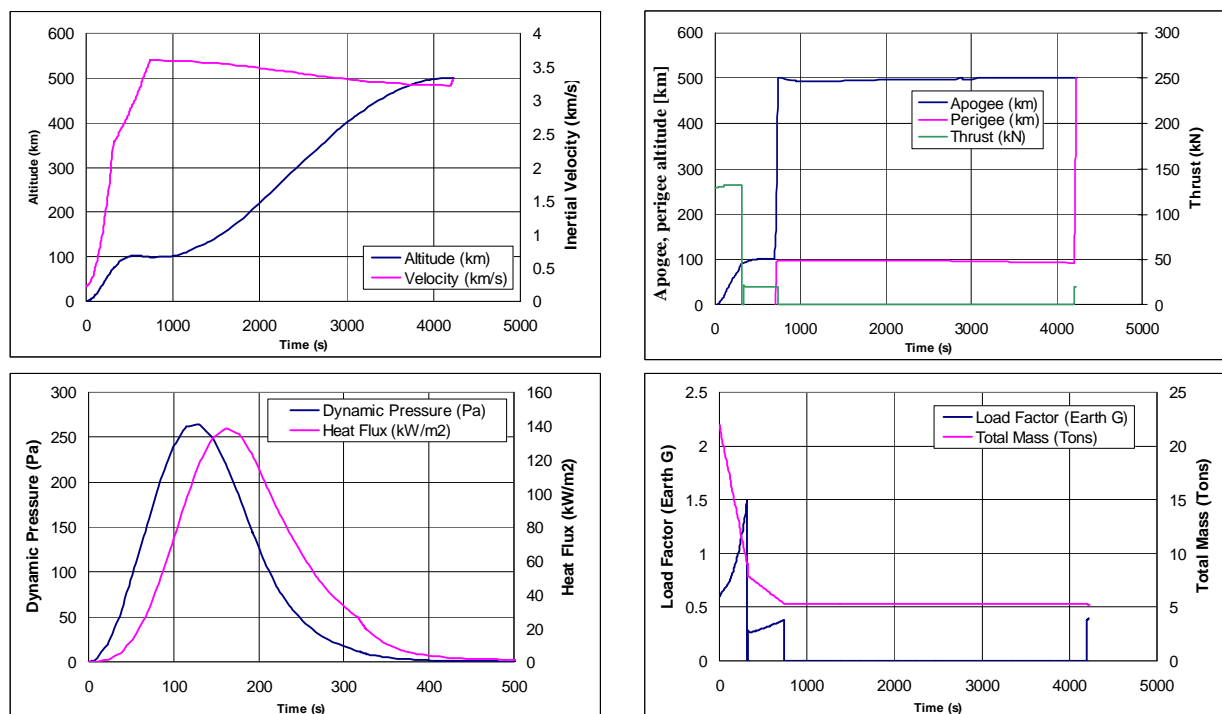 600
500
400
300
200
100
0
Altitude (km)
4
3.5
3
2.5
2
1.5
1
0.5
0
Inertial Velocity (km/s)
Altitude (km)
Velocity (km/s)
0 1000 2000 3000 4000 5000
Time (s)
600
500
400
300
200
100
0
Apogee, perigee altitude [km]
300
250
200
150
100
50
0
Thrust (kN)
Apogee (km)
Perigee (km)
Thrust (kN)
0 1000 2000 3000 4000 5000
Time (s)
300
250
200
150
100
50
0
Dynamic Pressure (Pa)
160
140
120
100
80
60
40
20
0
Heat Flux (kW/m2)
Dynamic Pressure (Pa)
Heat Flux (kW/m2)
0 100 200 300 400 500
Time (s)
2.5
2
1.5
1
0.5
0
Load Factor (Earth G)
25
20
15
10
5
0
Total Mass (Tons)
Load Factor (Earth G)
Total Mass (Tons)
0 1000 2000 3000 4000 5000
Time (s)